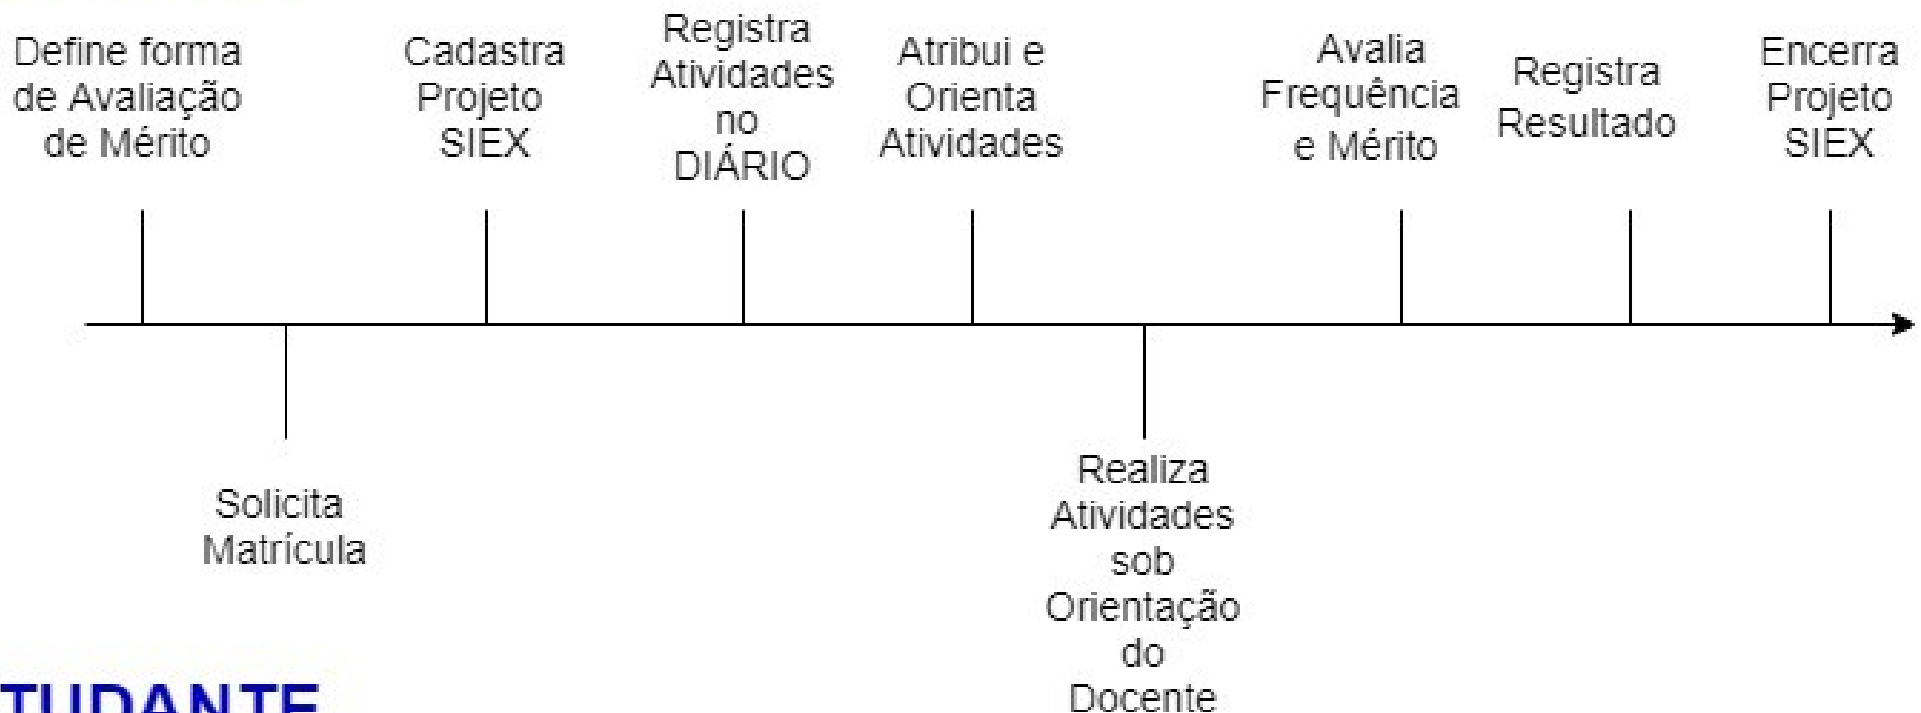 Define forma
de Avaliação
de Mérito
Cadastra
Projeto
SIEX
Registra
Atividades
no
DIÁRIO
Atribui e
Orienta
Atividades
Avalia
Frequência
e Mérito
Registra
Resultado
Encerra
Projeto
SIEX
Solicita
Matrícula
Realiza
Atividades
sob
Orientação
do
Docente
TUDANTE